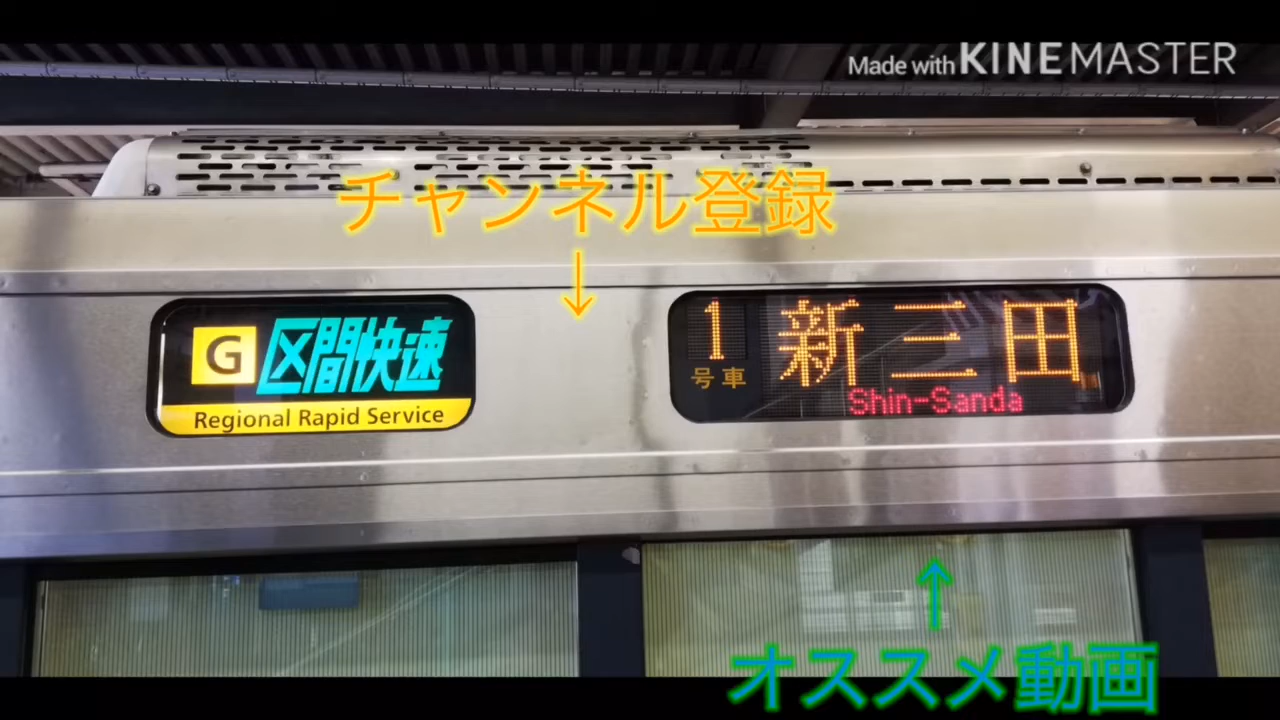 Made with KINEMASTER
チャンネル登録
↓
G 区間快速
Regional Rapid Service
1 新三田
号車 Shin-Sanda
↑
オススメ動画